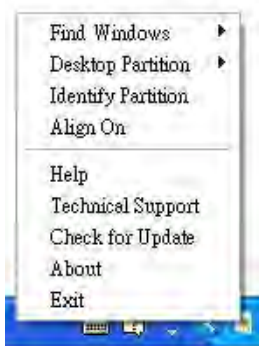 Find Windows
Desktop Partition
Identify Partition
Align On
Help
Technical Support
Check for Update
About
Exit